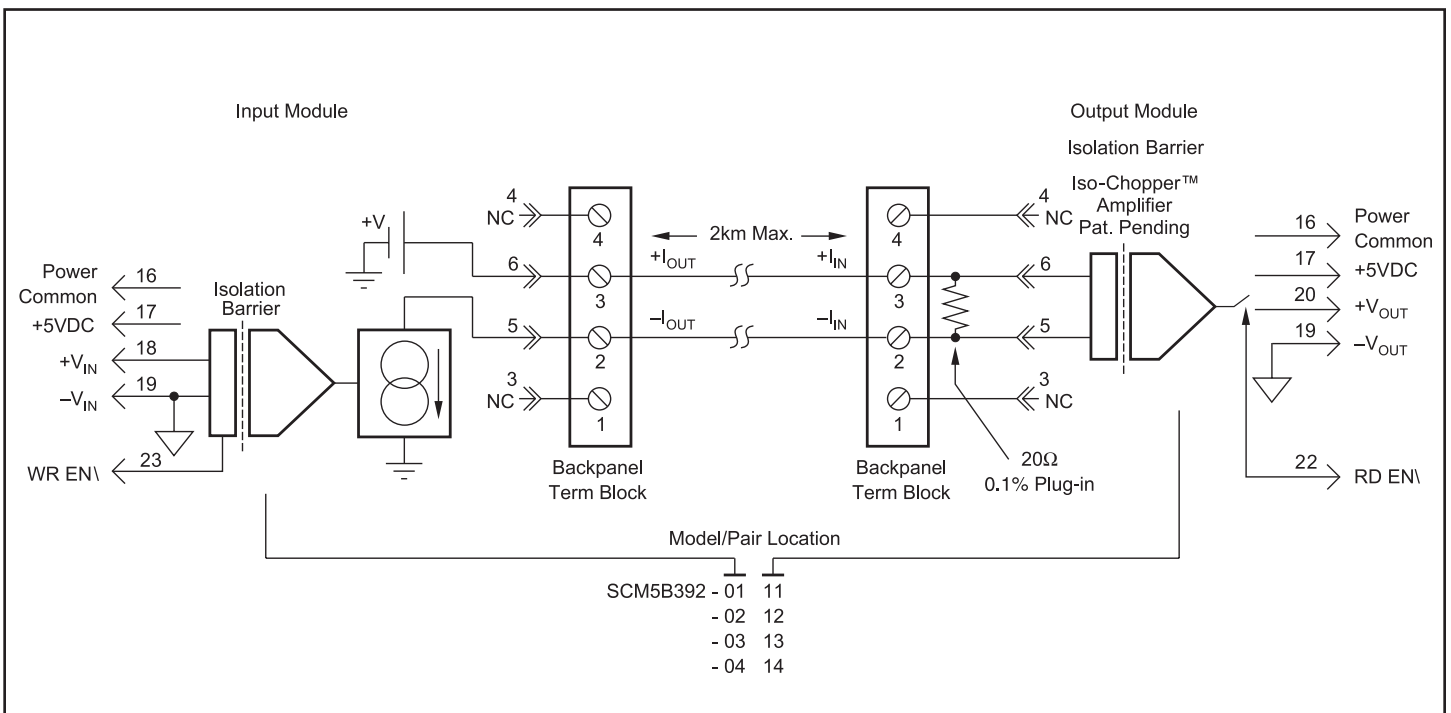 Input Module
Output Module
Isolation Barrier
Iso-Chopper™
Amplifier
Pat. Pending
+V
4
NC
4
6
3
5
2
3
NC
1
Backpanel
Term Block
2km Max.
+I_OUT
+I_IN
–I_OUT
–I_IN
4
3
2
1
Backpanel
Term Block
4
NC
6
5
3
NC
20Ω
0.1% Plug-in
Power
Common
16
+5VDC
17
+V_IN
18
–V_IN
19
WR EN\
23
Isolation
Barrier
16
Power
Common
17
+5VDC
20
+V_OUT
19
–V_OUT
22
RD EN\
Model/Pair Location
SCM5B392 - 01 11
- 02 12
- 03 13
- 04 14